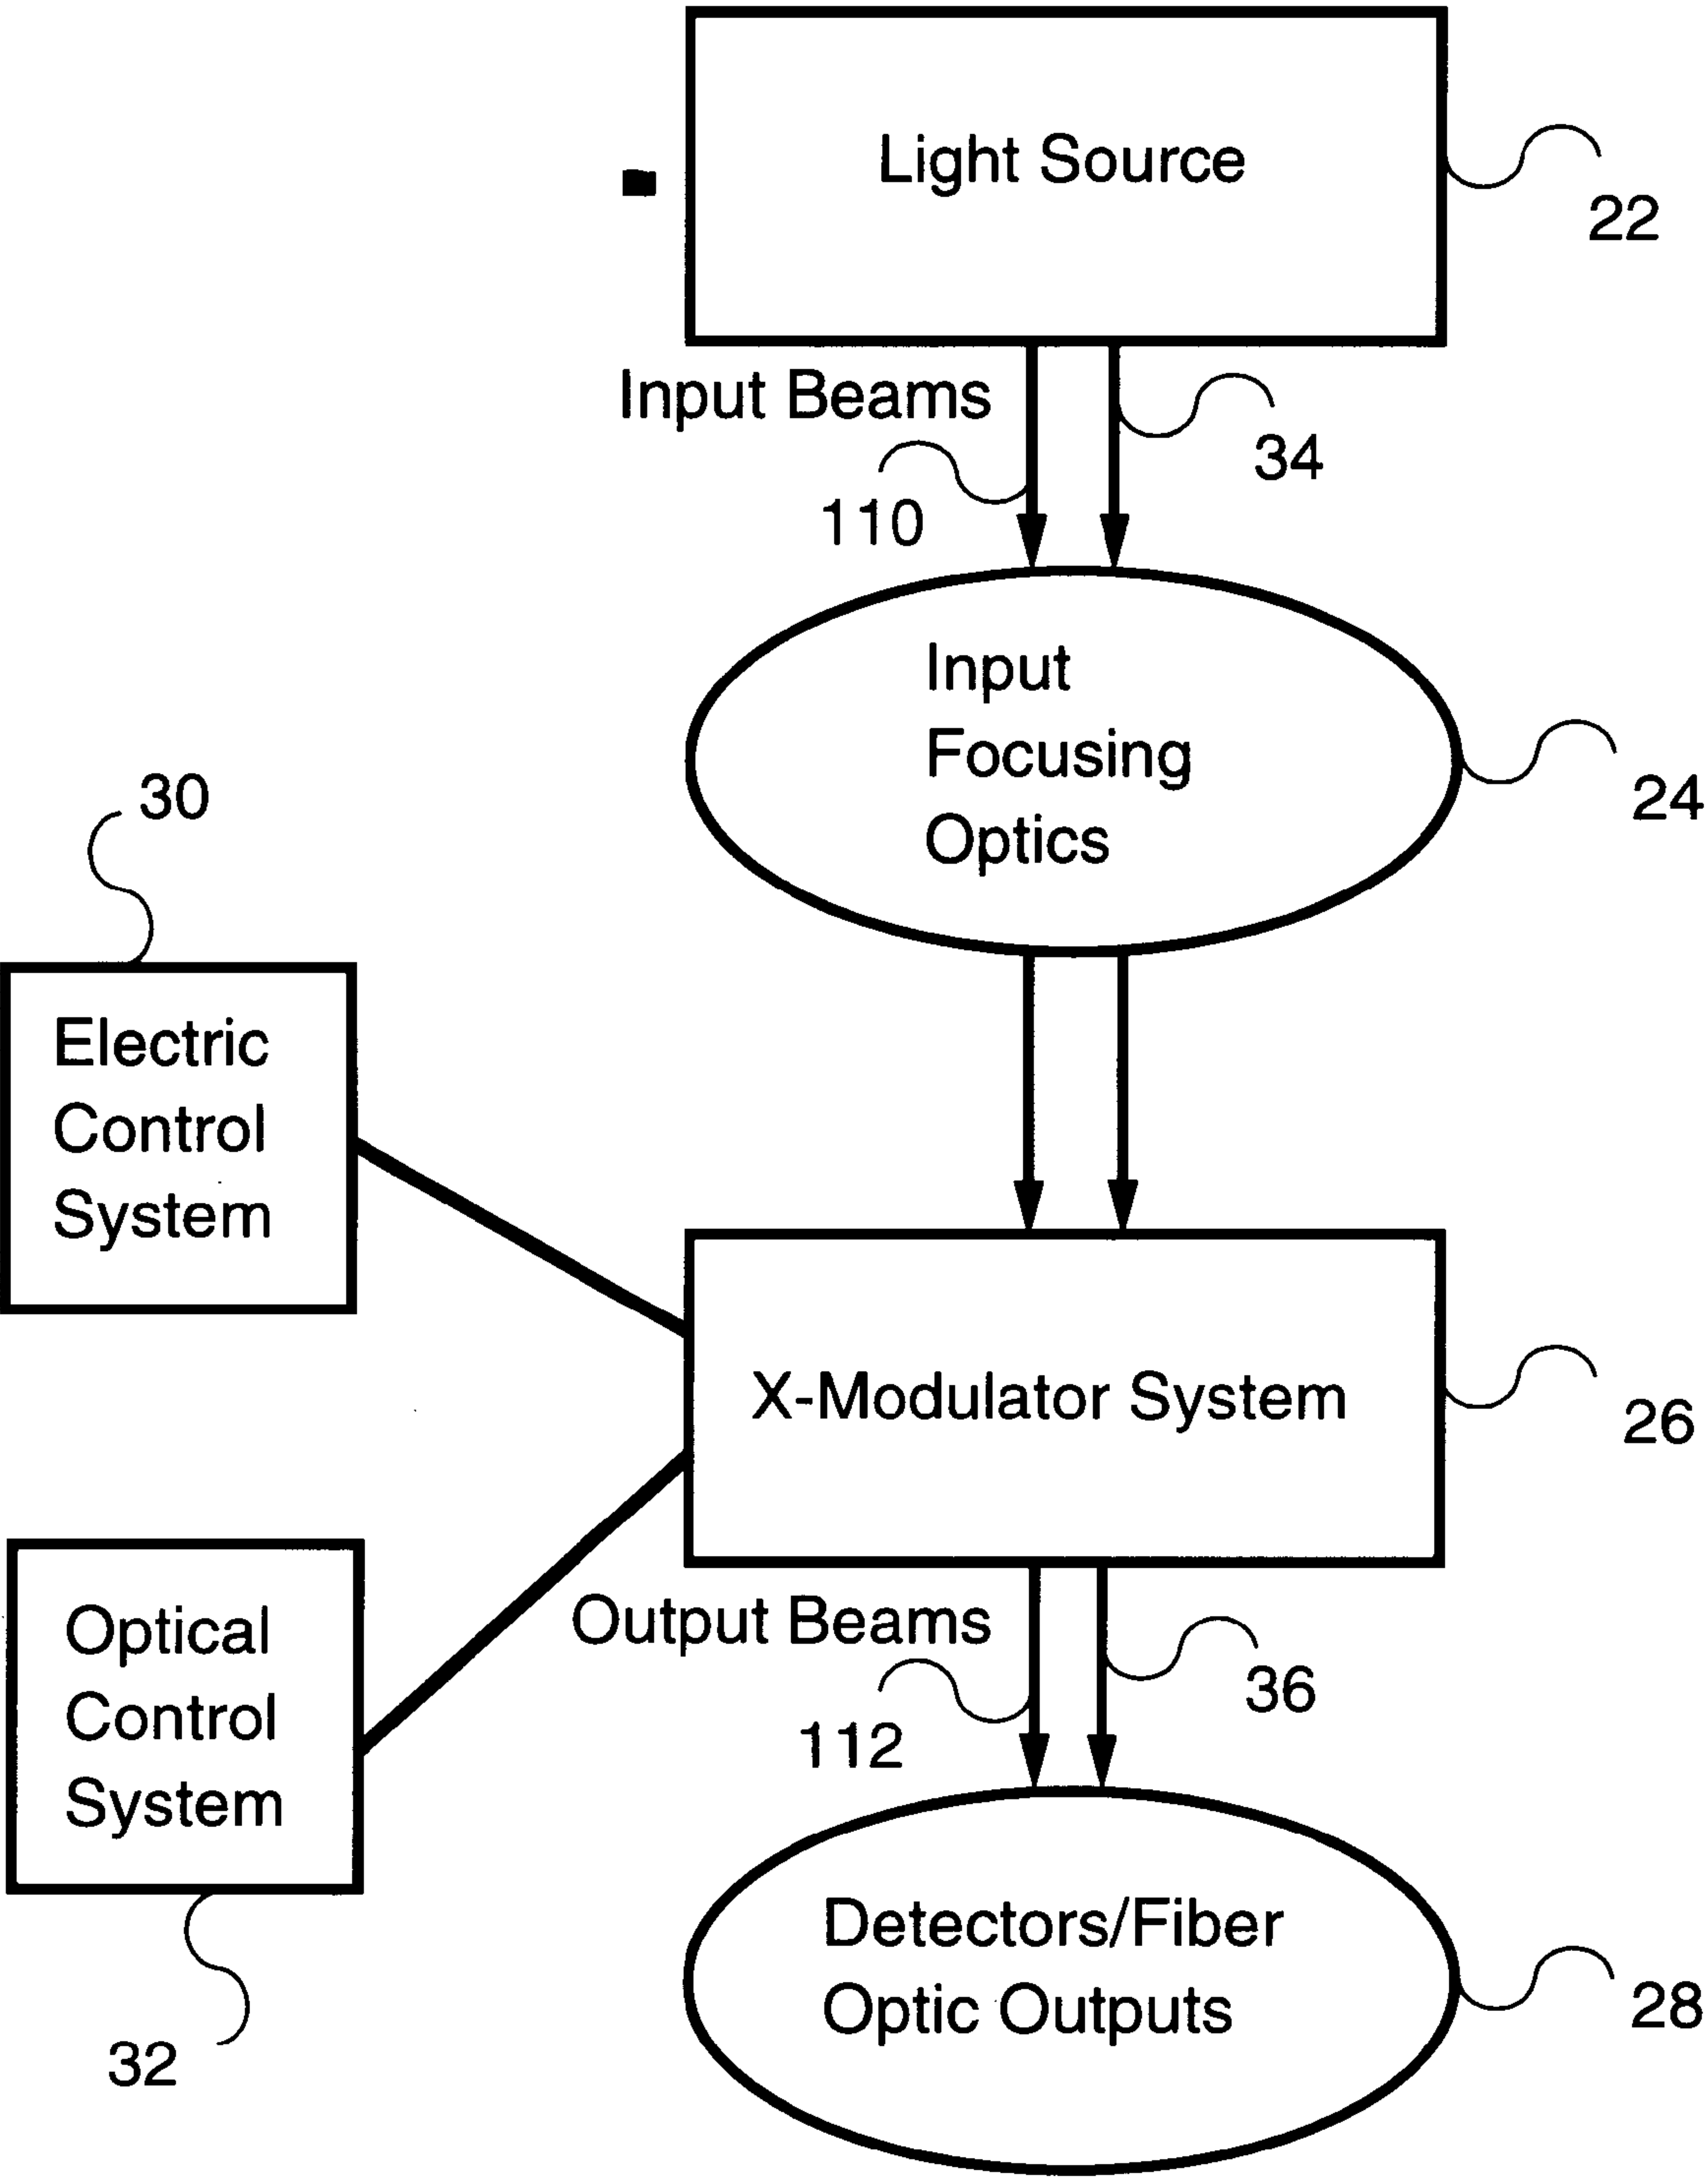 Light Source
22
Input Beams
34
110
Input
Focusing
Optics
24
30
Electric
Control
System
X-Modulator System
26
Optical
Control
System
32
Output Beams
36
112
Detectors/Fiber
Optic Outputs
28